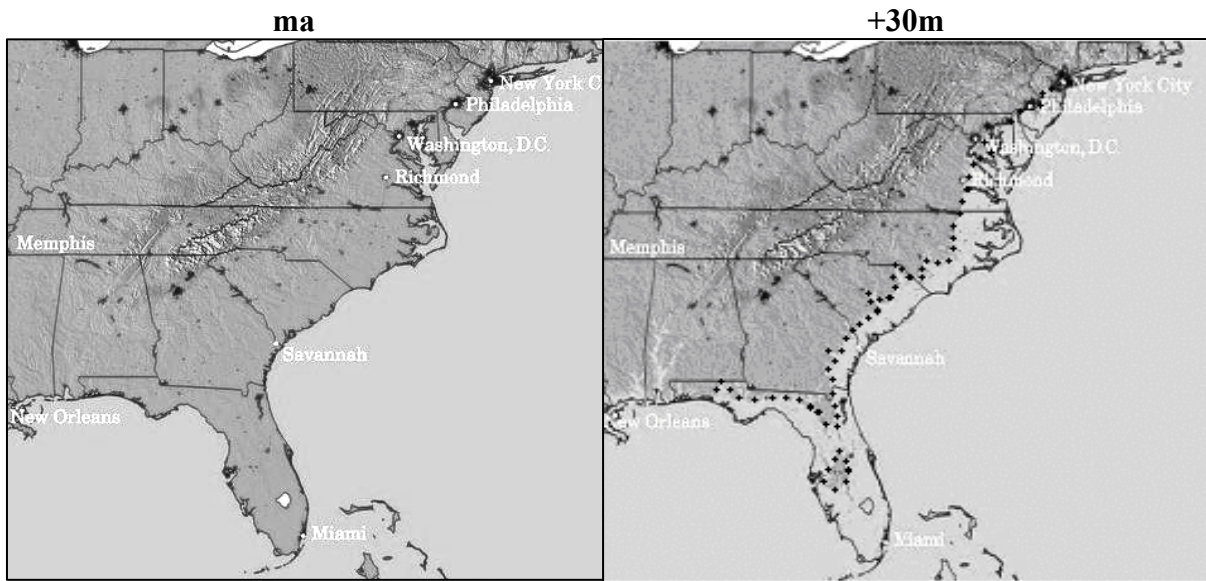 ma
+30m
New York C
Philadelphia
Washington, D.C.
Richmond
Memphis
Savannah
New Orleans
Miami
New York City
Philadelphia
Washington, D.C.
Richmond
Memphis
Savannah
New Orleans
Miami